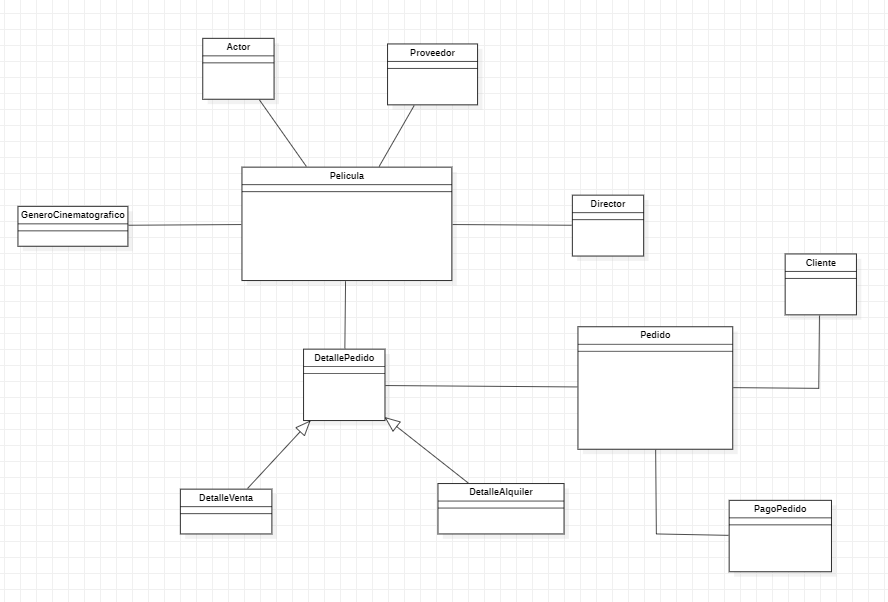 Actor
Proveedor
Pelicula
GeneroCinematografico
Director
Cliente
Pedido
DetallePedido
DetalleVenta
DetalleAlquiler
PagoPedido